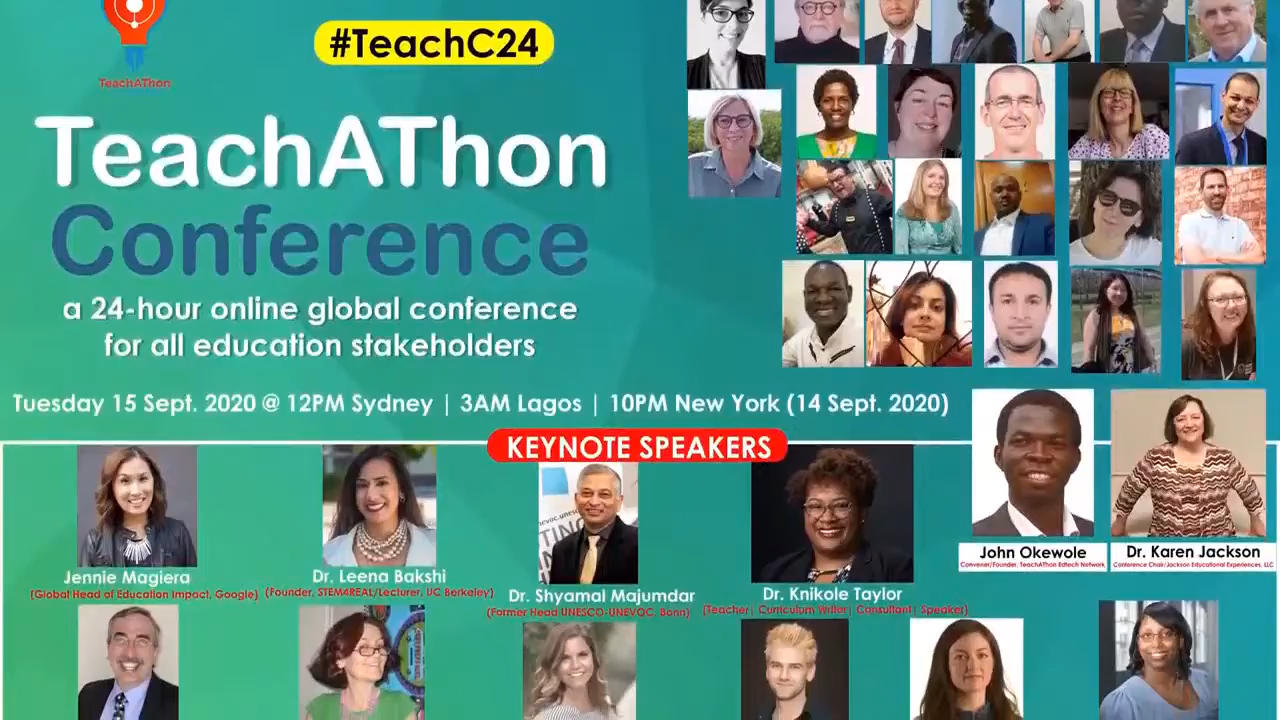 TeachAThon
#TeachC24
TeachAThon
Conference
a 24-hour online global conference
for all education stakeholders
Tuesday 15 Sept. 2020 @ 12PM Sydney | 3AM Lagos | 10PM New York (14 Sept. 2020)
KEYNOTE SPEAKERS
John Okewole
Convener/Founder, TeachAThon Edtech Network
Dr. Karen Jackson
Conference Chair/Jackson Educational Experiences, LLC
Jennie Magiera
(Global Head of Education Impact, Google)
Dr. Leena Bakshi
(Founder, STEM4REAL/Lecturer, UC Berkeley)
Dr. Shyamal Majumdar
(Former Head UNESCO-UNEVOC, Bonn)
Dr. Knikole Taylor
(Teacher| Curriculum Writer| Consultant| Speaker)